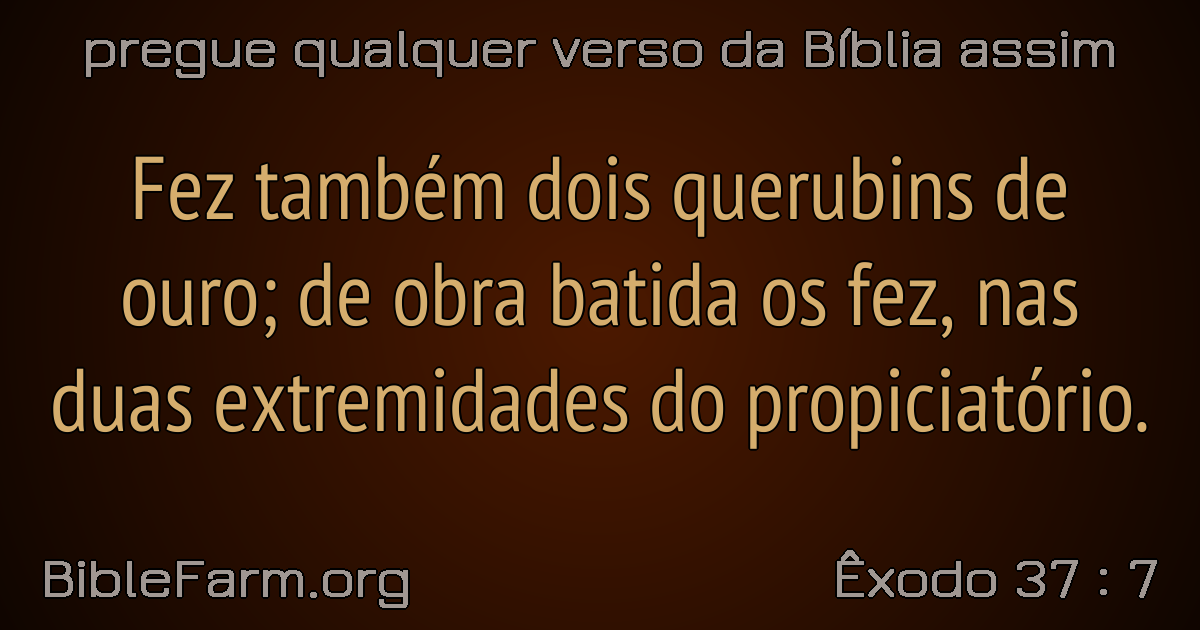 pregue qualquer verso da Bíblia assim
Fez também dois querubins de
ouro; de obra batida os fez, nas
duas extremidades do propiciatório.
BibleFarm.org
Êxodo 37 : 7